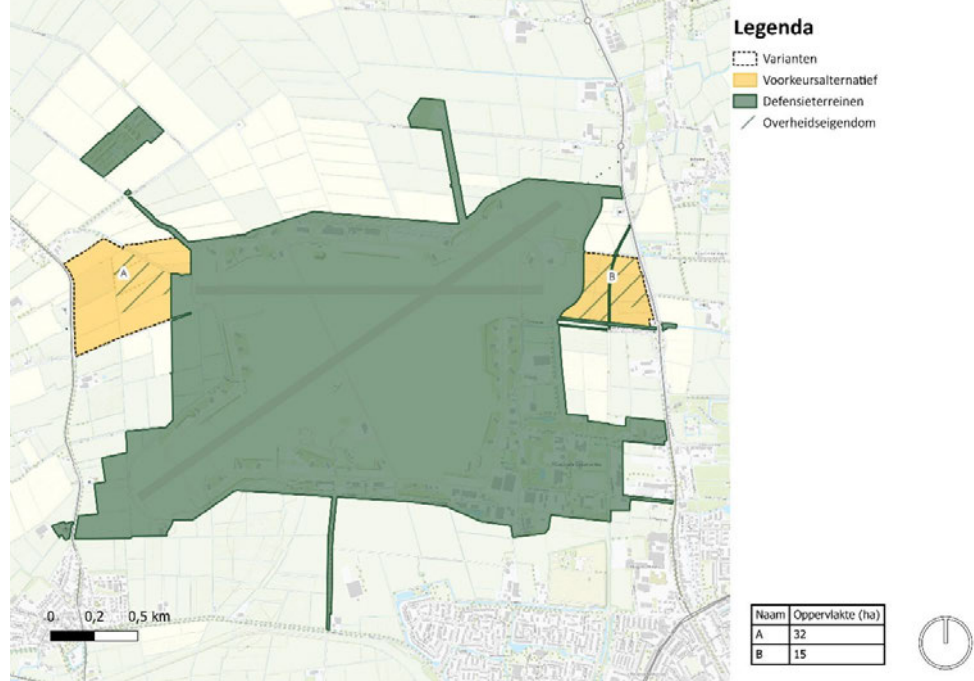 Legenda
Varianten
Voorkeursalternatief
Defensieterreinen
Overheidseigendom
A
B
0 0,2 0,5 km
Naam Oppervlakte (ha)
A 32
B 15